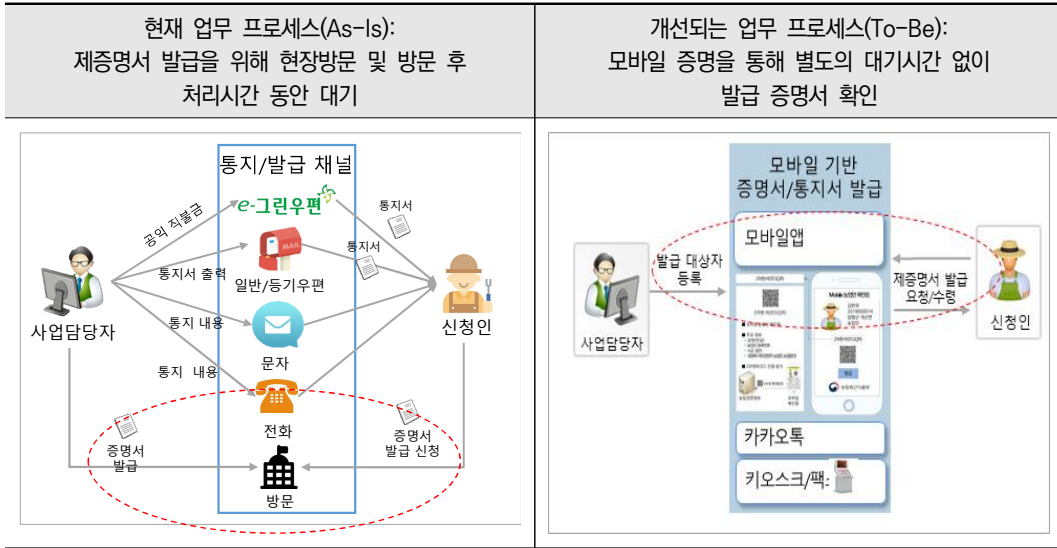 현재 업무 프로세스(As-Is):
제증명서 발급을 위해 현장방문 및 방문 후
처리시간 동안 대기
개선되는 업무 프로세스(To-Be):
모바일 증명을 통해 별도의 대기시간 없이
발급 증명서 확인
통지/발급 채널
e-그린우편
공익 직불금
통지서
MAIL
통지서
통지서 출력
일반/등기우편
사업담당자
통지 내용
신청인
문자
통지 내용
전화
증명서
발급
증명서
발급 신청
방문
모바일 기반
증명서/통지서 발급
모바일앱
발급 대상자
등록
제증명서 발급
요청/수령
사업담당자
신청인
카카오톡
키오스크/팩